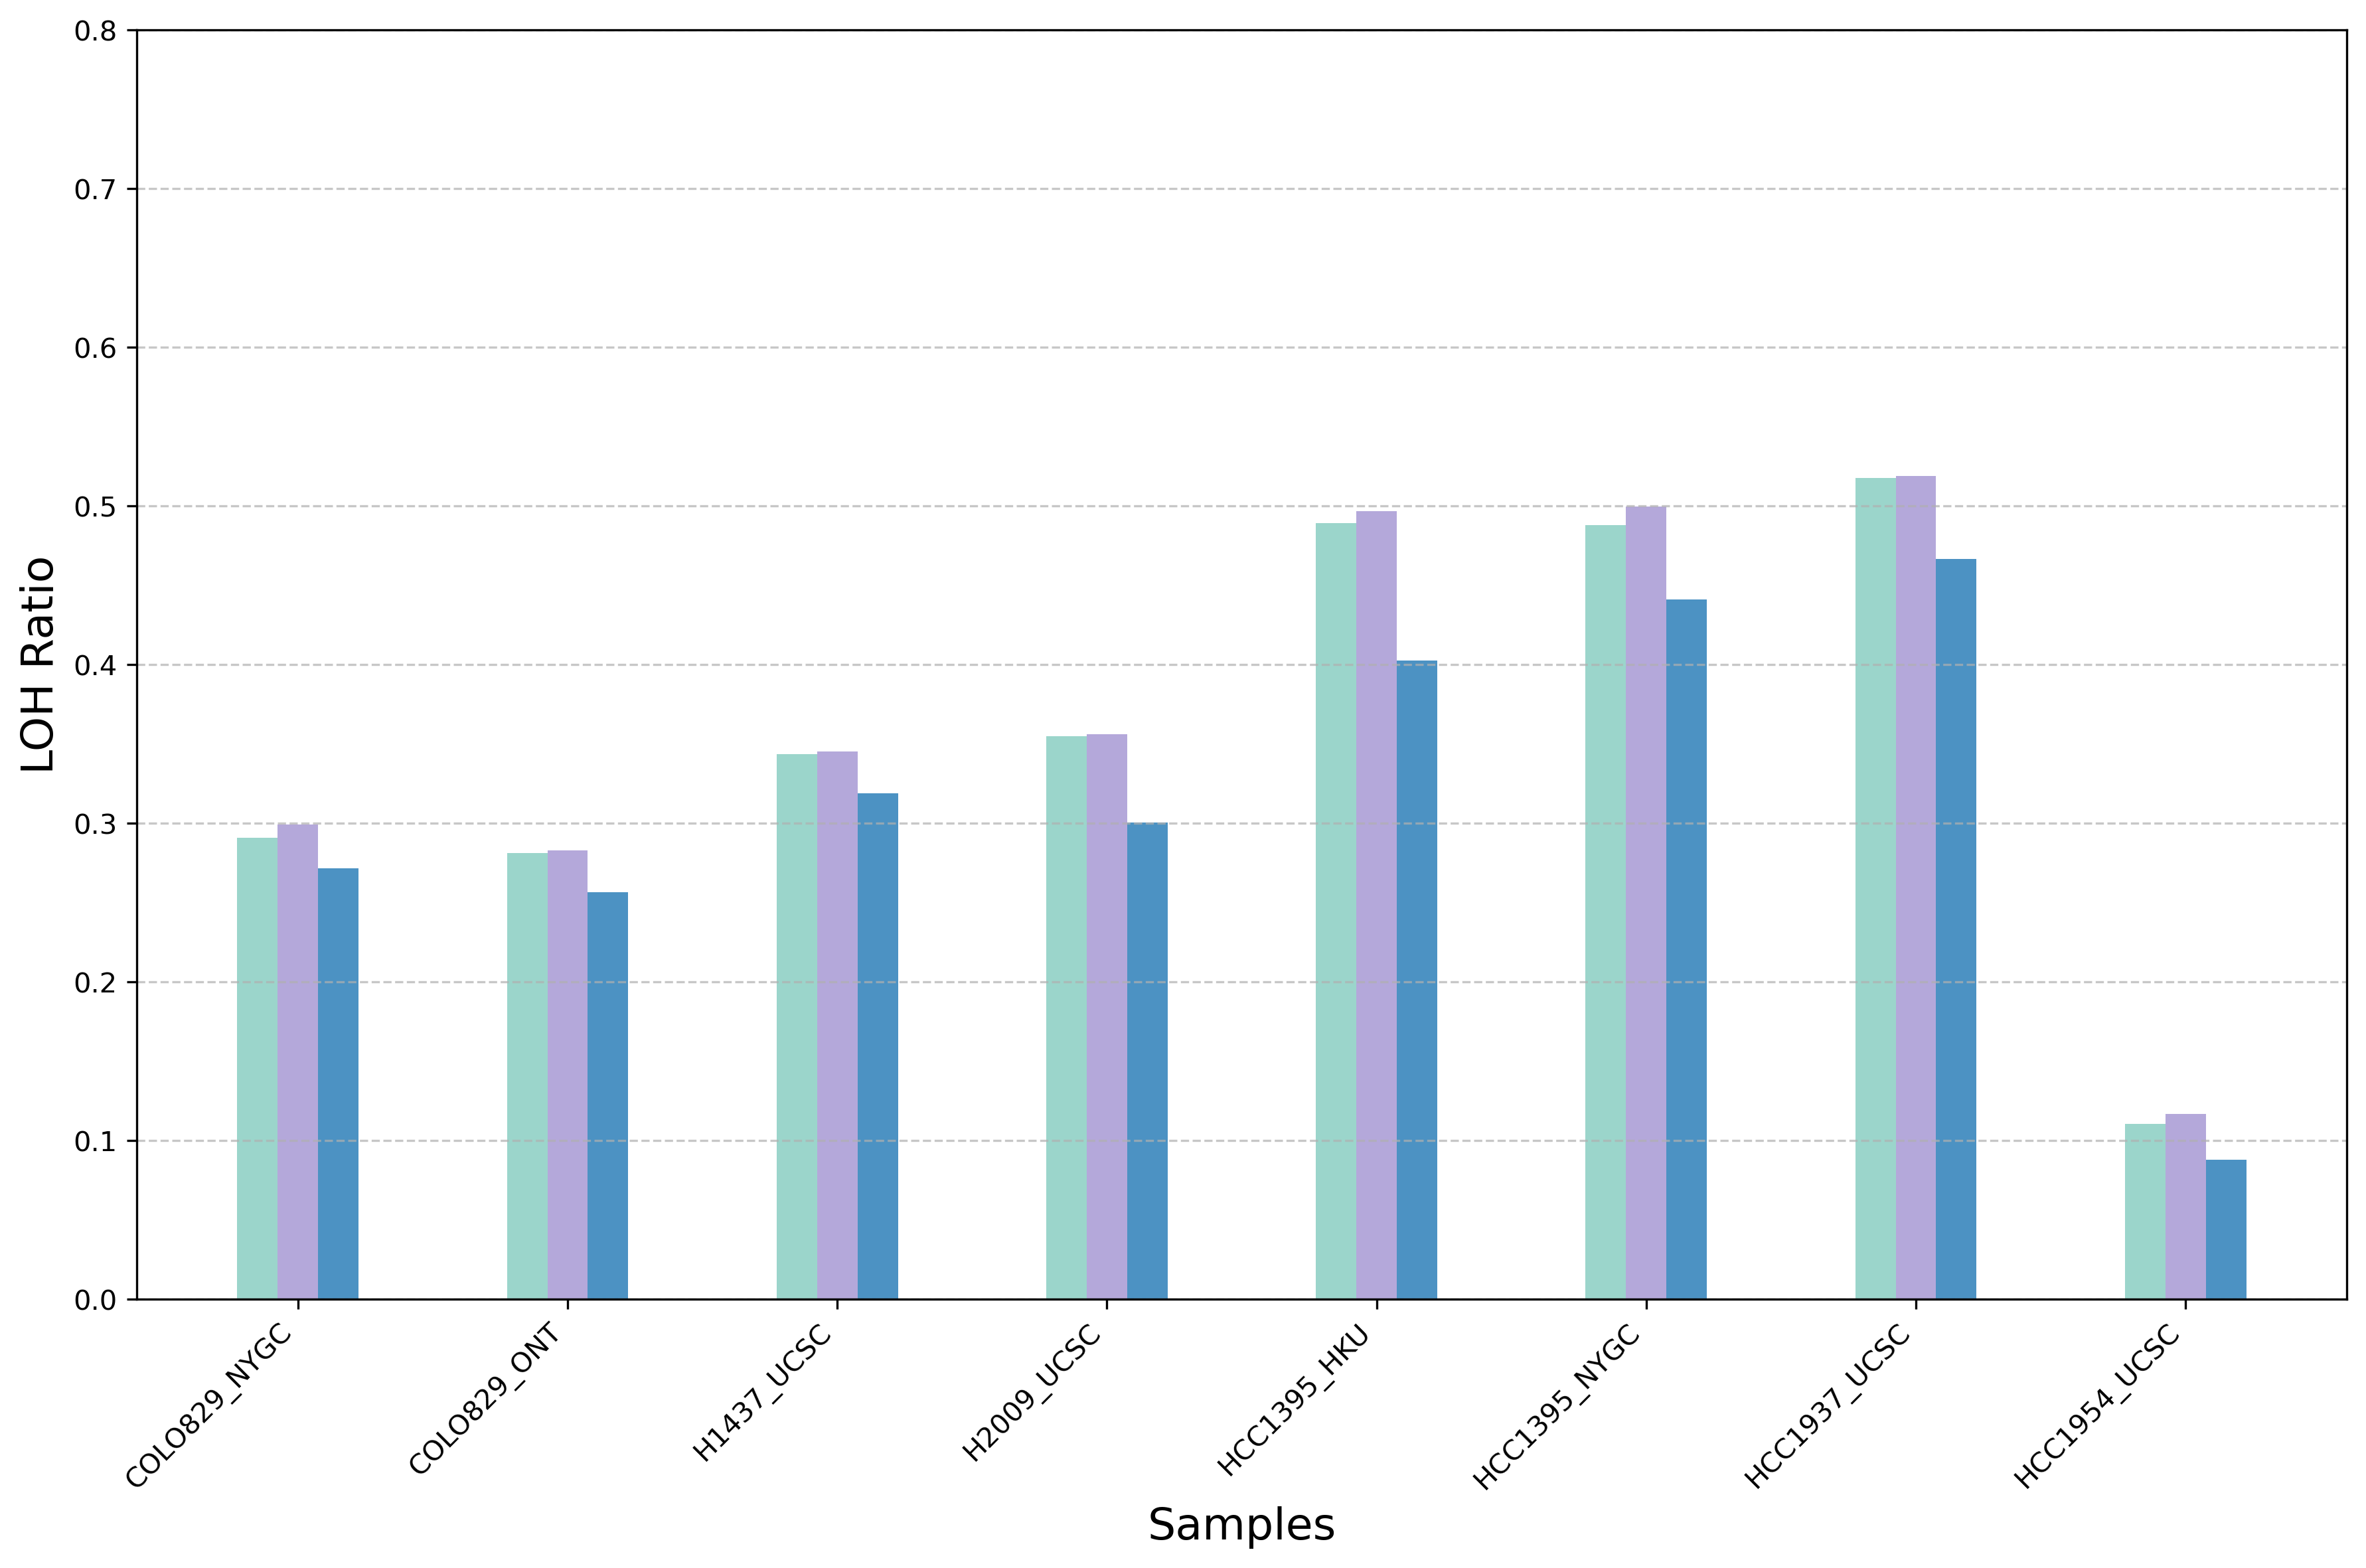 LOH Ratio
0.8
0.7
0.6
0.5
0.4
0.3
0.2
0.1
0.0
COLO829_NYGC
COLO829_ONT
H1437_UCSC
H2009_UCSC
HCC1395_HKU
HCC1395_NYGC
HCC1937_UCSC
HCC1954_UCSC
Samples